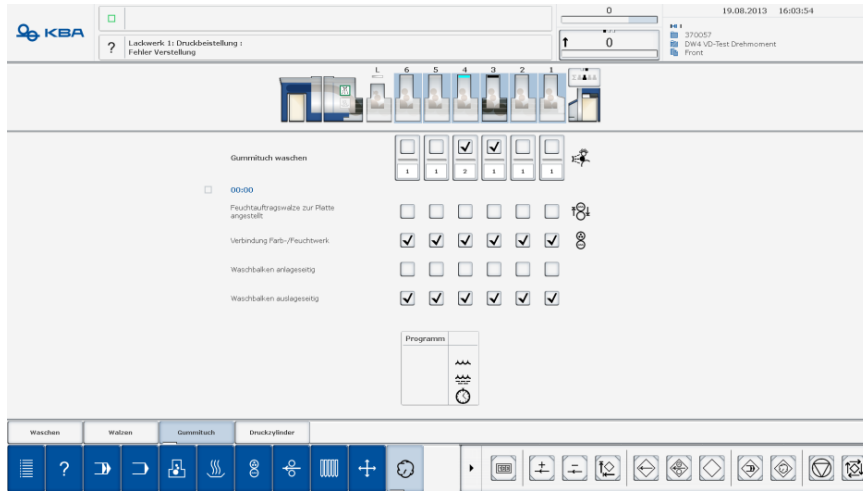 KBA
0
19.08.2013 16:03:54
?
Lackwerk 1: Druckbeistellung :
Fehler Verstellung
0
370057
DW4 VD-Test Drehmoment
Front
L 6 5 4 3 2 1
Gummituch waschen
1 1 2 1 1 1
00:00
Feuchtauftragswalze zur Platte
angestellt
Verbindung Farb-/Feuchtwerk
Waschbalken anlageseitig
Waschbalken auslageseitig
Programm
Waschen Walzen Gummituch Druckzylinder
?